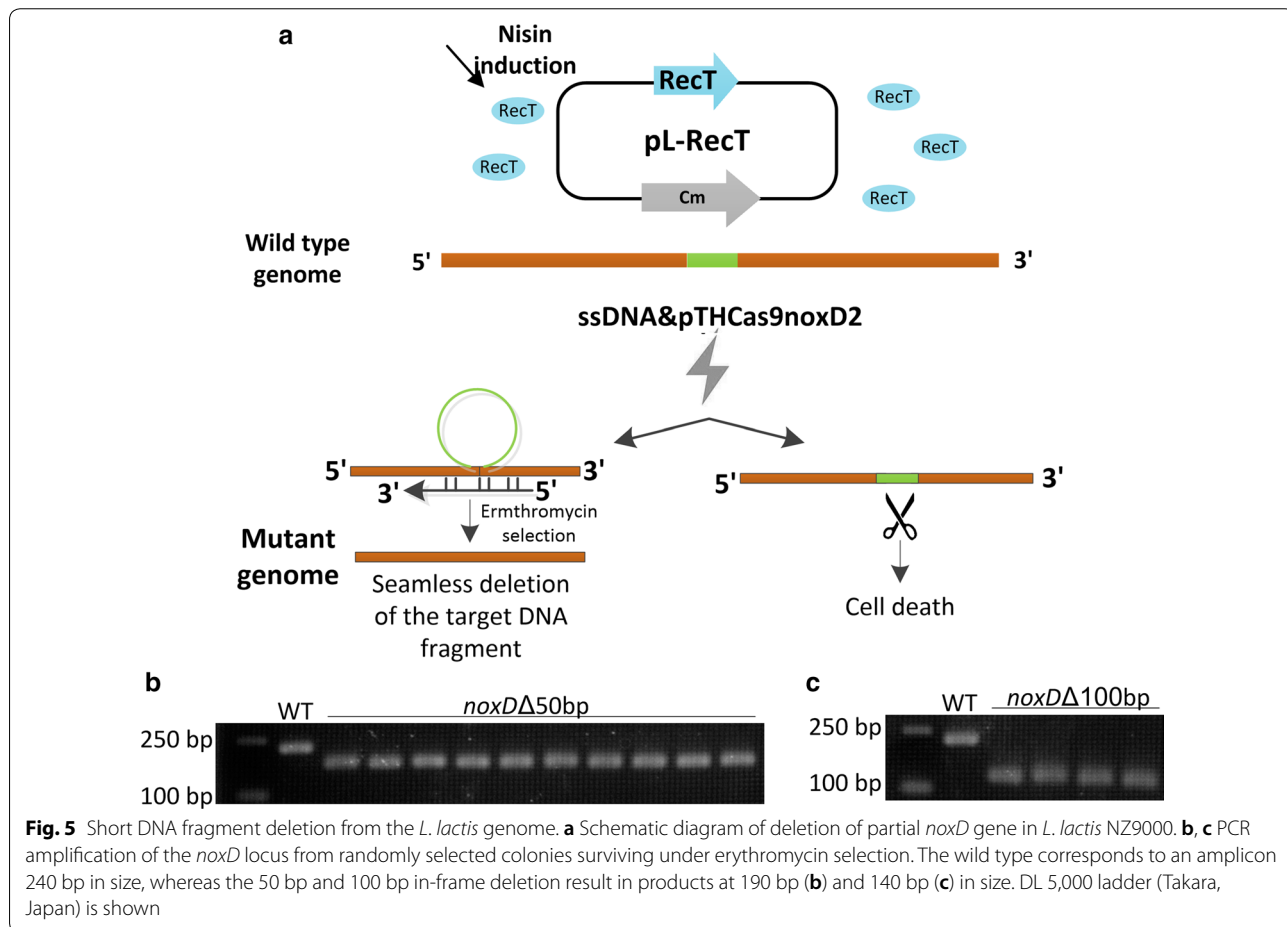 a
Nisin
induction
RecT
RecT
RecT
RecT
RecT
RecT
pL-RecT
Cm
Wild type
genome
5'
3'
ssDNA&pTHCas9noxD2
5'
3'
3'
5'
Ermthromycin
selection
Mutant
genome
Seamless deletion
of the target DNA
fragment
5'
3'
Cell death
b
WT
noxDΔ50bp
250 bp
100 bp
c
WT
noxDΔ100bp
250 bp
100 bp
Fig. 5 Short DNA fragment deletion from the L. lactis genome. a Schematic diagram of deletion of partial noxD gene in L. lactis NZ9000. b, c PCR
amplification of the noxD locus from randomly selected colonies surviving under erythromycin selection. The wild type corresponds to an amplicon
240 bp in size, whereas the 50 bp and 100 bp in-frame deletion result in products at 190 bp (b) and 140 bp (c) in size. DL 5,000 ladder (Takara,
Japan) is shown